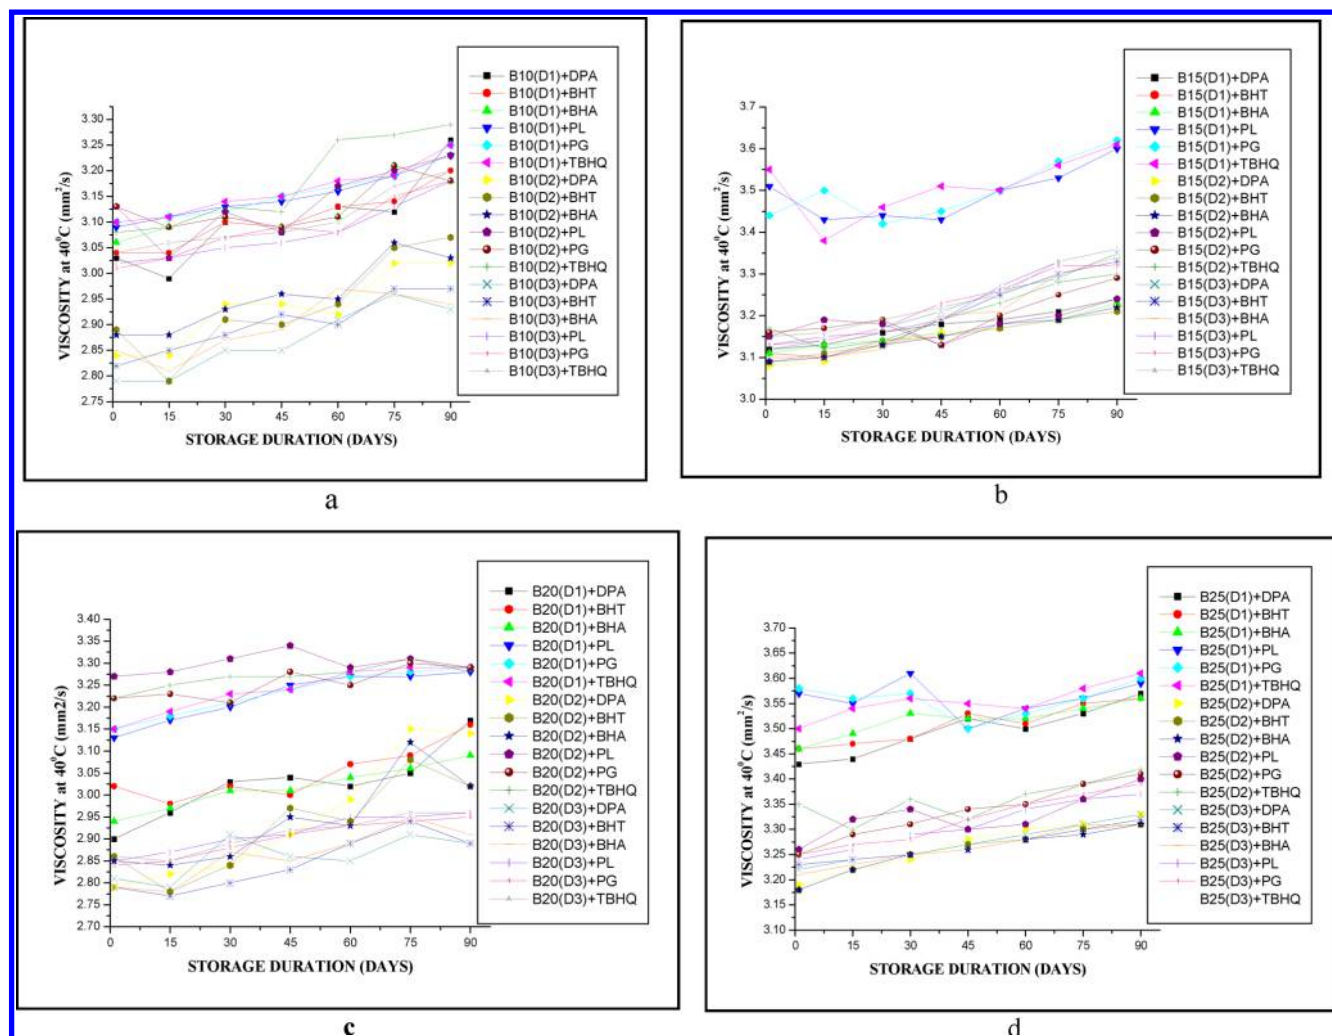 B10(D1)+DPA
B10(D1)+BHT
B10(D1)+BHA
B10(D1)+PL
B10(D1)+PG
B10(D1)+TBHQ
B10(D2)+DPA
B10(D2)+BHT
B10(D2)+BHA
B10(D2)+PL
B10(D2)+PG
B10(D2)+TBHQ
B10(D3)+DPA
B10(D3)+BHT
B10(D3)+BHA
B10(D3)+PL
B10(D3)+PG
B10(D3)+TBHQ
3.30
3.25
3.20
3.15
3.10
3.05
3.00
2.95
2.90
2.85
2.80
2.75
VISCOSITY at 40⁰C (mm²/s)
0 15 30 45 60 75 90
STORAGE DURATION (DAYS)
a
B15(D1)+DPA
B15(D1)+BHT
B15(D1)+BHA
B15(D1)+PL
B15(D1)+PG
B15(D1)+TBHQ
B15(D2)+DPA
B15(D2)+BHT
B15(D2)+BHA
B15(D2)+PL
B15(D2)+PG
B15(D2)+TBHQ
B15(D3)+DPA
B15(D3)+BHT
B15(D3)+BHA
B15(D3)+PL
B15(D3)+PG
B15(D3)+TBHQ
3.7
3.6
3.5
3.4
3.3
3.2
3.1
3.0
VISCOSITY at 40⁰C (mm²/s)
0 15 30 45 60 75 90
STORAGE DURATION (DAYS)
b
B20(D1)+DPA
B20(D1)+BHT
B20(D1)+BHA
B20(D1)+PL
B20(D1)+PG
B20(D1)+TBHQ
B20(D2)+DPA
B20(D2)+BHT
B20(D2)+BHA
B20(D2)+PL
B20(D2)+PG
B20(D2)+TBHQ
B20(D3)+DPA
B20(D3)+BHT
B20(D3)+BHA
B20(D3)+PL
B20(D3)+PG
B20(D3)+TBHQ
3.40
3.35
3.30
3.25
3.20
3.15
3.10
3.05
3.00
2.95
2.90
2.85
2.80
2.75
2.70
VISCOSITY at 40⁰C (mm2/s)
0 15 30 45 60 75 90
STORAGE DURATION (DAYS)
c
B25(D1)+DPA
B25(D1)+BHT
B25(D1)+BHA
B25(D1)+PL
B25(D1)+PG
B25(D1)+TBHQ
B25(D2)+DPA
B25(D2)+BHT
B25(D2)+BHA
B25(D2)+PL
B25(D2)+PG
B25(D2)+TBHQ
B25(D3)+DPA
B25(D3)+BHT
B25(D3)+BHA
B25(D3)+PL
B25(D3)+PG
B25(D3)+TBHQ
3.70
3.65
3.60
3.55
3.50
3.45
3.40
3.35
3.30
3.25
3.20
3.15
3.10
VISCOSITY at 40⁰C (mm²/s)
0 15 30 45 60 75 90
STORAGE DURATION (DAYS)
d